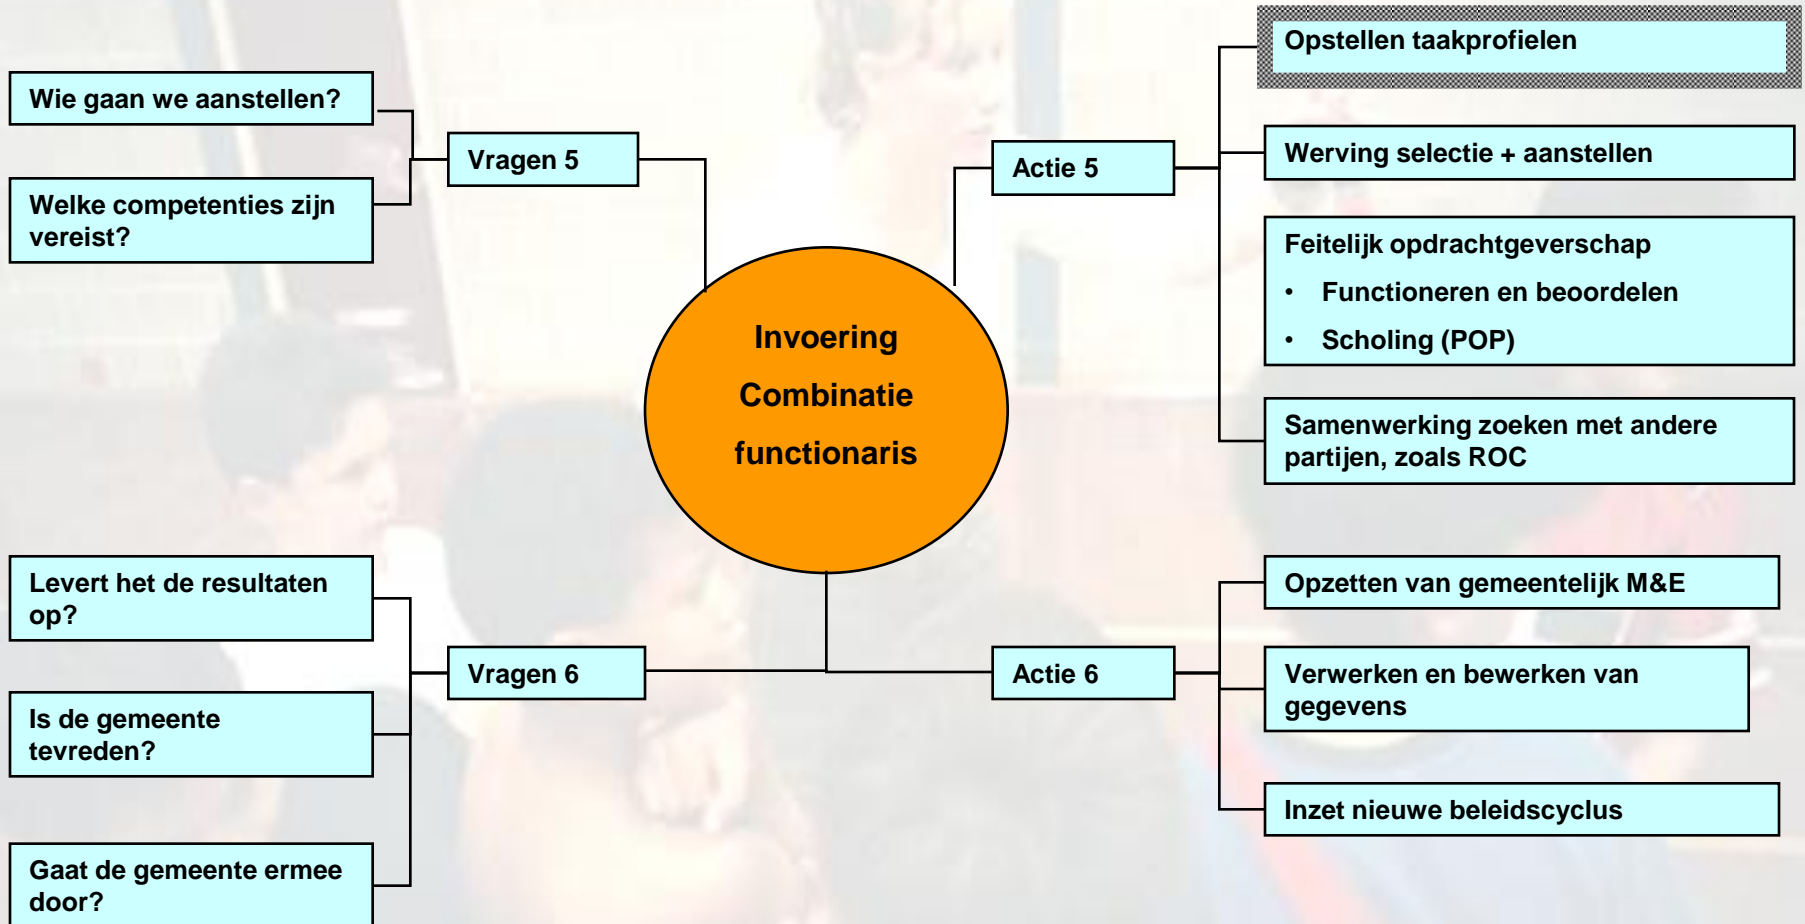 Wie gaan we aanstellen?
Welke competenties zijn
vereist?
Vragen 5
Invoering
Combinatie
functionaris
Actie 5
Opstellen taakprofielen
Werving selectie + aanstellen
Feitelijk opdrachtgeverschap
• Functioneren en beoordelen
• Scholing (POP)
Samenwerking zoeken met andere
partijen, zoals ROC
Levert het de resultaten
op?
Is de gemeente
tevreden?
Gaat de gemeente ermee
door?
Vragen 6
Actie 6
Opzetten van gemeentelijk M&E
Verwerken en bewerken van
gegevens
Inzet nieuwe beleidscyclus